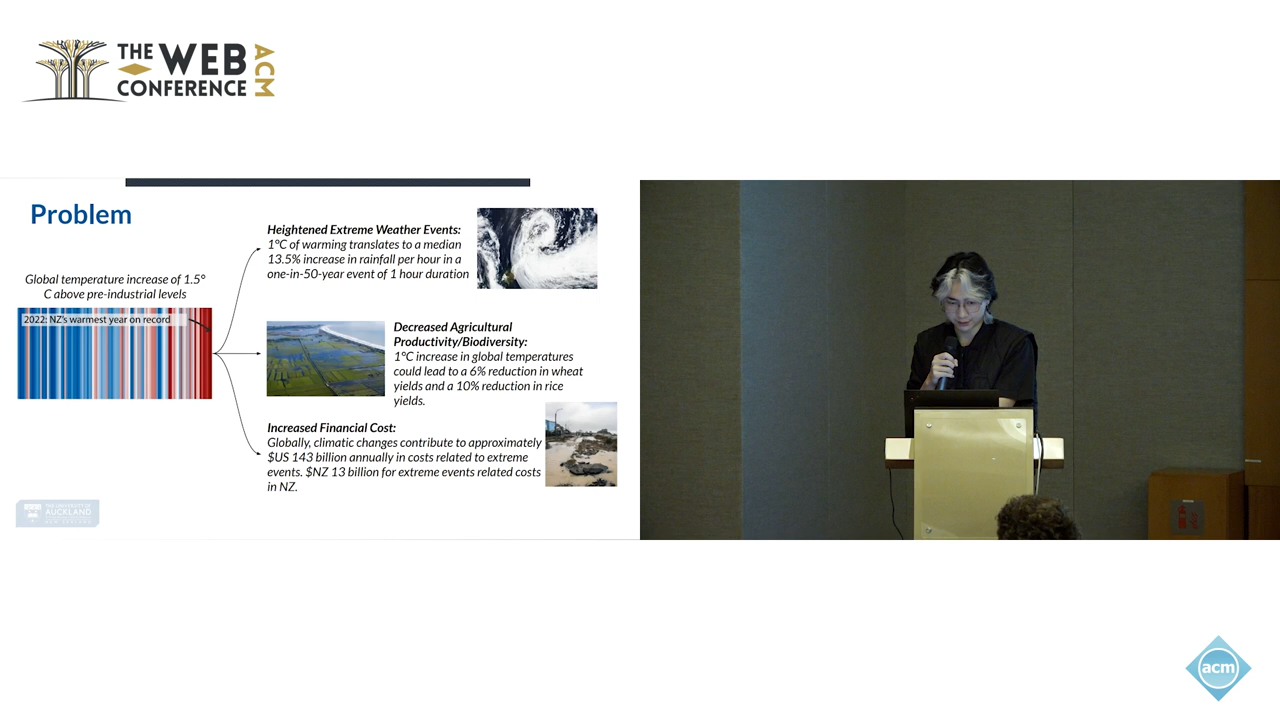 THE WEB
CONFERENCE
ACM
Problem
Global temperature increase of 1.5°
C above pre-industrial levels
2022: NZ's warmest year on record
Heightened Extreme Weather Events:
1°C of warming translates to a median
13.5% increase in rainfall per hour in a
one-in-50-year event of 1 hour duration
Decreased Agricultural
Productivity/Biodiversity:
1°C increase in global temperatures
could lead to a 6% reduction in wheat
yields and a 10% reduction in rice
yields.
Increased Financial Cost:
Globally, climatic changes contribute to approximately
$US 143 billion annually in costs related to extreme
events. $NZ 13 billion for extreme events related costs
in NZ.
THE UNIVERSITY OF
AUCKLAND
NEW ZEALAND
acm